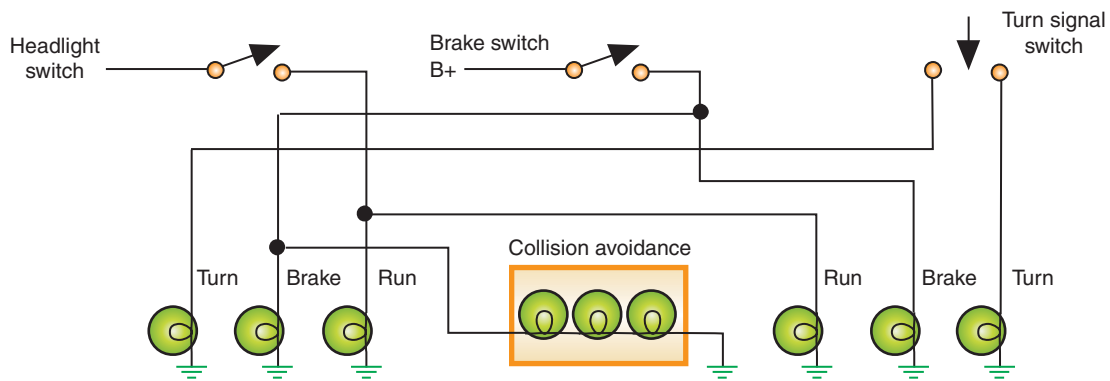 Headlight
switch
Brake switch
B+
Turn signal
switch
Collision avoidance
Turn
Brake
Run
Run
Brake
Turn